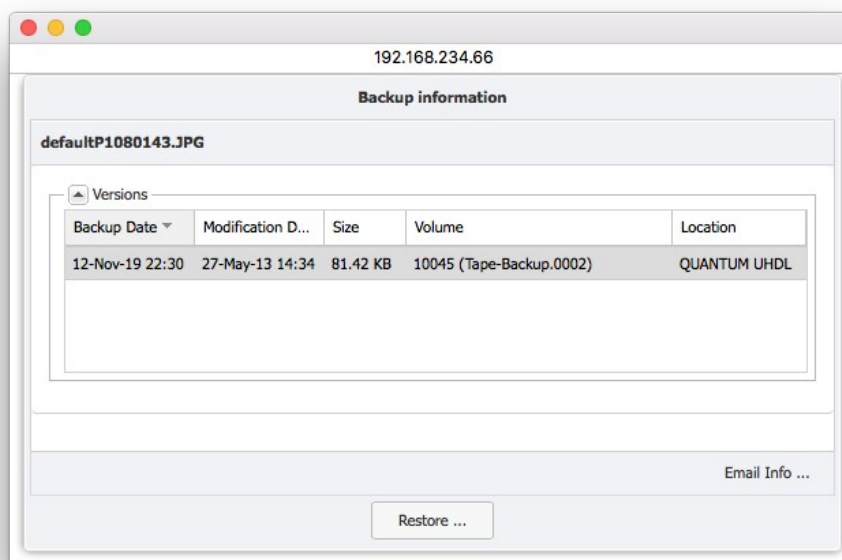 192.168.234.66
Backup information
defaultP1080143.JPG
Versions
Backup Date Modification D... Size Volume Location
12-Nov-19 22:30 27-May-13 14:34 81.42 KB 10045 (Tape-Backup.0002) QUANTUM UHDL
Email Info ...
Restore ...